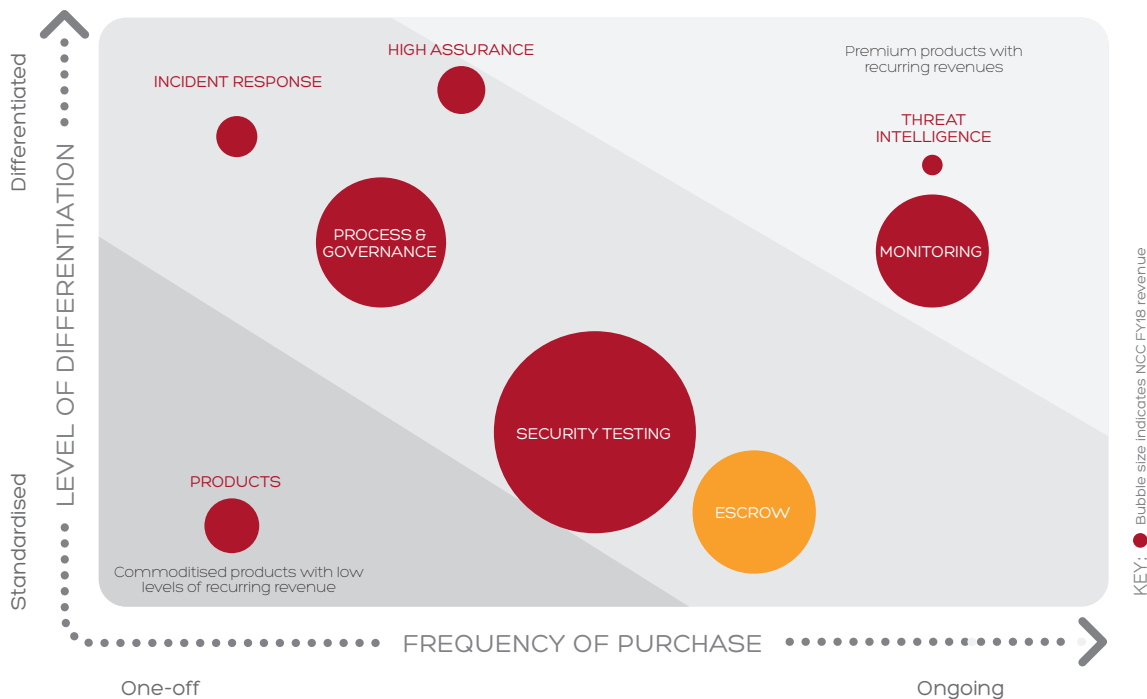 Differentiated
LEVEL OF DIFFERENTIATION
Standardised
HIGH ASSURANCE
INCIDENT RESPONSE
Premium products with
recurring revenues
THREAT
INTELLIGENCE
PROCESS &
GOVERNANCE
MONITORING
SECURITY TESTING
PRODUCTS
ESCROW
Commoditised products with low
levels of recurring revenue
KEY: Bubble size indicates NCC FY18 revenue
FREQUENCY OF PURCHASE
One-off
Ongoing